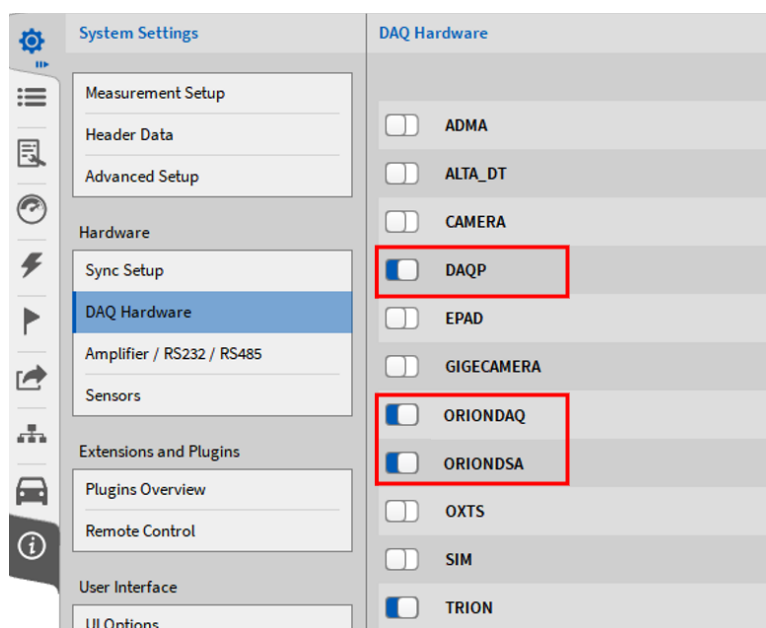 System Settings
Measurement Setup
Header Data
Advanced Setup
Hardware
Sync Setup
DAQ Hardware
Amplifier / RS232 / RS485
Sensors
Extensions and Plugins
Plugins Overview
Remote Control
User Interface
UI Options
DAQ Hardware
ADMA
ALTA_DT
CAMERA
DAQP
EPAD
GIGECAMERA
ORIONDAQ
ORIONDSA
OXTS
SIM
TRION